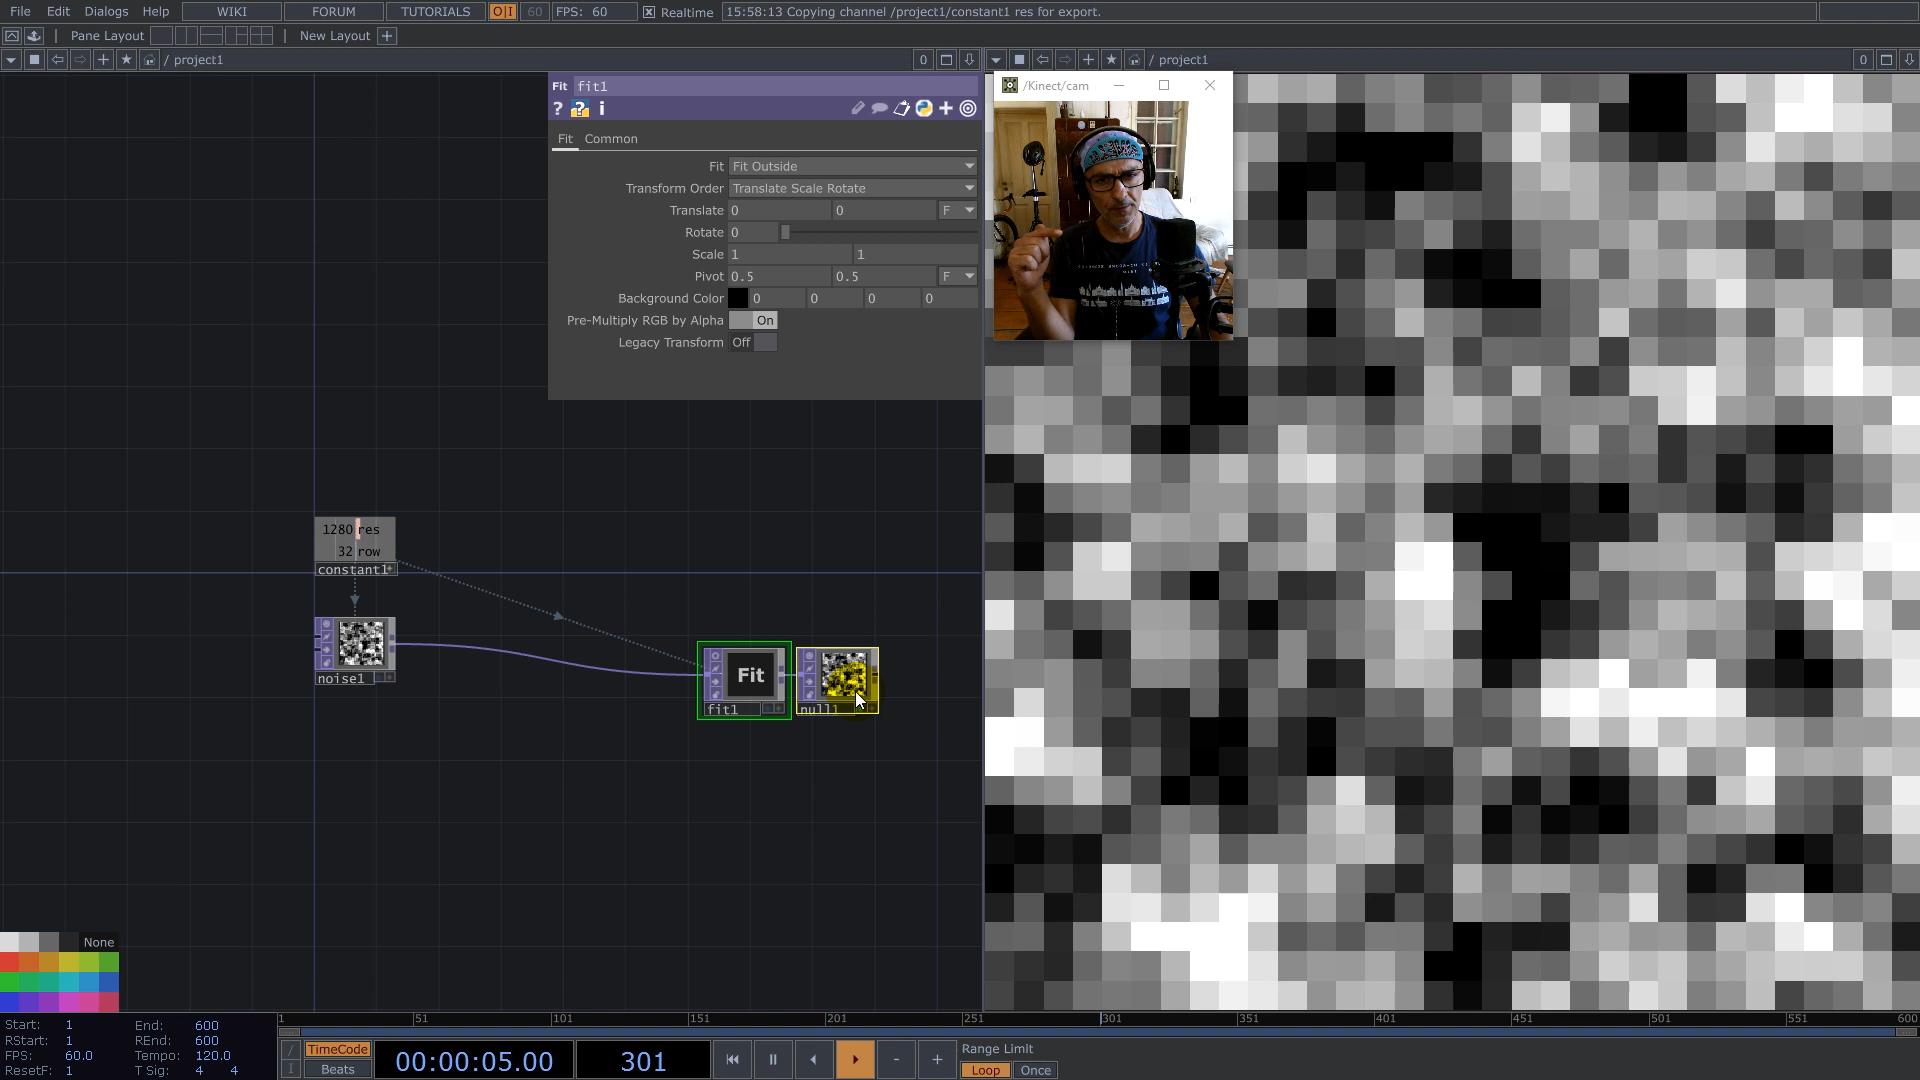 File Edit Dialogs Help WIKI FORUM TUTORIALS O|I 60 FPS: 60 Realtime 15:58:13 Copying channel /project1/constant1 res for export.
Pane Layout New Layout +
/ project1 0
/ project1 0
/Kinect/cam
Fit fit1
? ? i
Fit Common
Fit Fit Outside
Transform Order Translate Scale Rotate
Translate 0 0 F
Rotate 0
Scale 1 1
Pivot 0.5 0.5 F
Background Color 0 0 0 0
Pre-Multiply RGB by Alpha On
Legacy Transform Off
1280 res
32 row
constant1
noise1
Fit
fit1
null1
None
1 51 101 151 201 251 301 351 401 451 501 551 600
Start: 1 End: 600
RStart: 1 REnd: 600
FPS: 60.0 Tempo: 120.0
ResetF: 1 T Sig: 4 4
TimeCode
Beats
00:00:05.00
301
- +
Range Limit
Loop Once